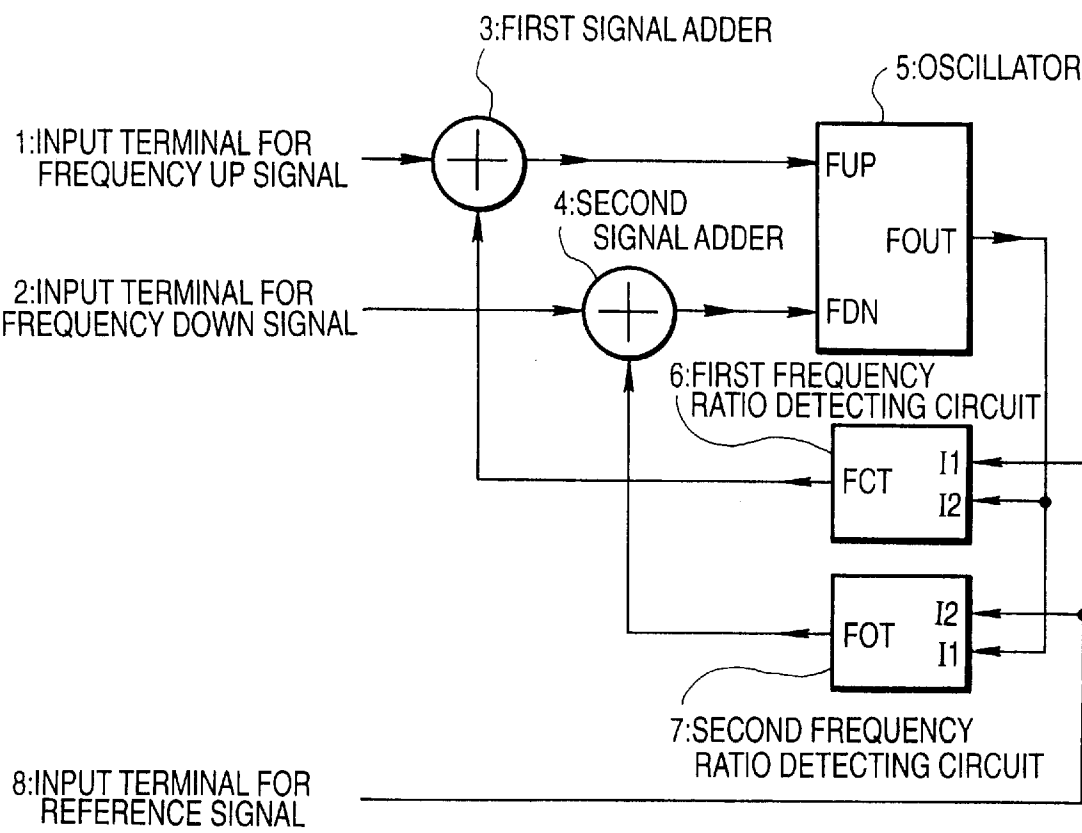 3:FIRST SIGNAL ADDER
5:OSCILLATOR
1:INPUT TERMINAL FOR
FREQUENCY UP SIGNAL
FUP
4:SECOND
SIGNAL ADDER
FOUT
2:INPUT TERMINAL FOR
FREQUENCY DOWN SIGNAL
FDN
6:FIRST FREQUENCY
RATIO DETECTING CIRCUIT
I1
FCT
I2
I2
FOT
I1
7:SECOND FREQUENCY
RATIO DETECTING CIRCUIT
8:INPUT TERMINAL FOR
REFERENCE SIGNAL